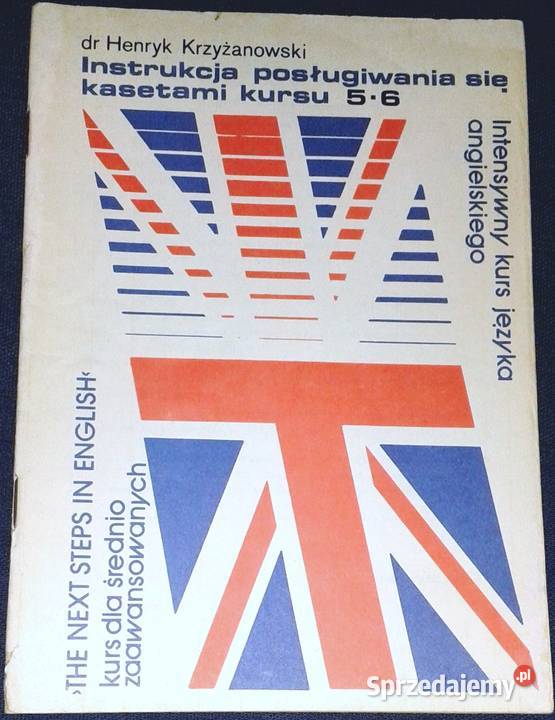 dr Henryk Krzyżanowski
Instrukcja posługiwania się
kasetami kursu 5·6
Intensywny kurs języka
angielskiego
›THE NEXT STEPS IN ENGLISH‹
kurs dla średnio
zaawansowanych
Sprzedajemy.pl